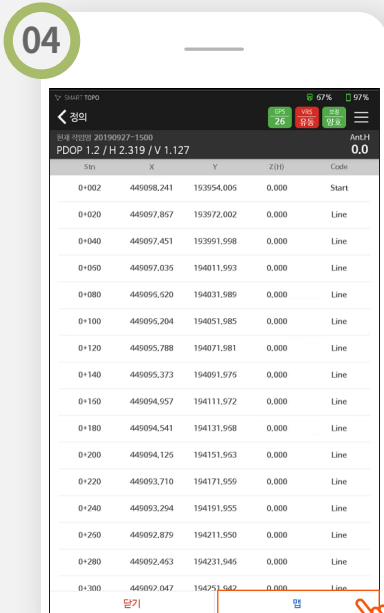 04
SMART TOPO 67% 97%
정의 GPS 26 VRS 유동 보정 양호
현재 작업명 20190927-1500 Ant.H
PDOP 1.2 / H 2.319 / V 1.127 0.0
Stn X Y Z(H) Code
0+002 449098,241 193954,006 0,000 Start
0+020 449097,867 193972,002 0,000 Line
0+040 449097,451 193991,998 0,000 Line
0+060 449097,036 194011,993 0,000 Line
0+080 449096,620 194031,989 0,000 Line
0+100 449096,204 194051,985 0,000 Line
0+120 449095,788 194071,981 0,000 Line
0+140 449095,373 194091,976 0,000 Line
0+160 449094,957 194111,972 0,000 Line
0+180 449094,541 194131,968 0,000 Line
0+200 449094,126 194151,963 0,000 Line
0+220 449093,710 194171,959 0,000 Line
0+240 449093,294 194191,955 0,000 Line
0+260 449092,879 194211,950 0,000 Line
0+280 449092,463 194231,946 0,000 Line
0+300 449092,047 194251,942 0,000 Line
닫기 맵